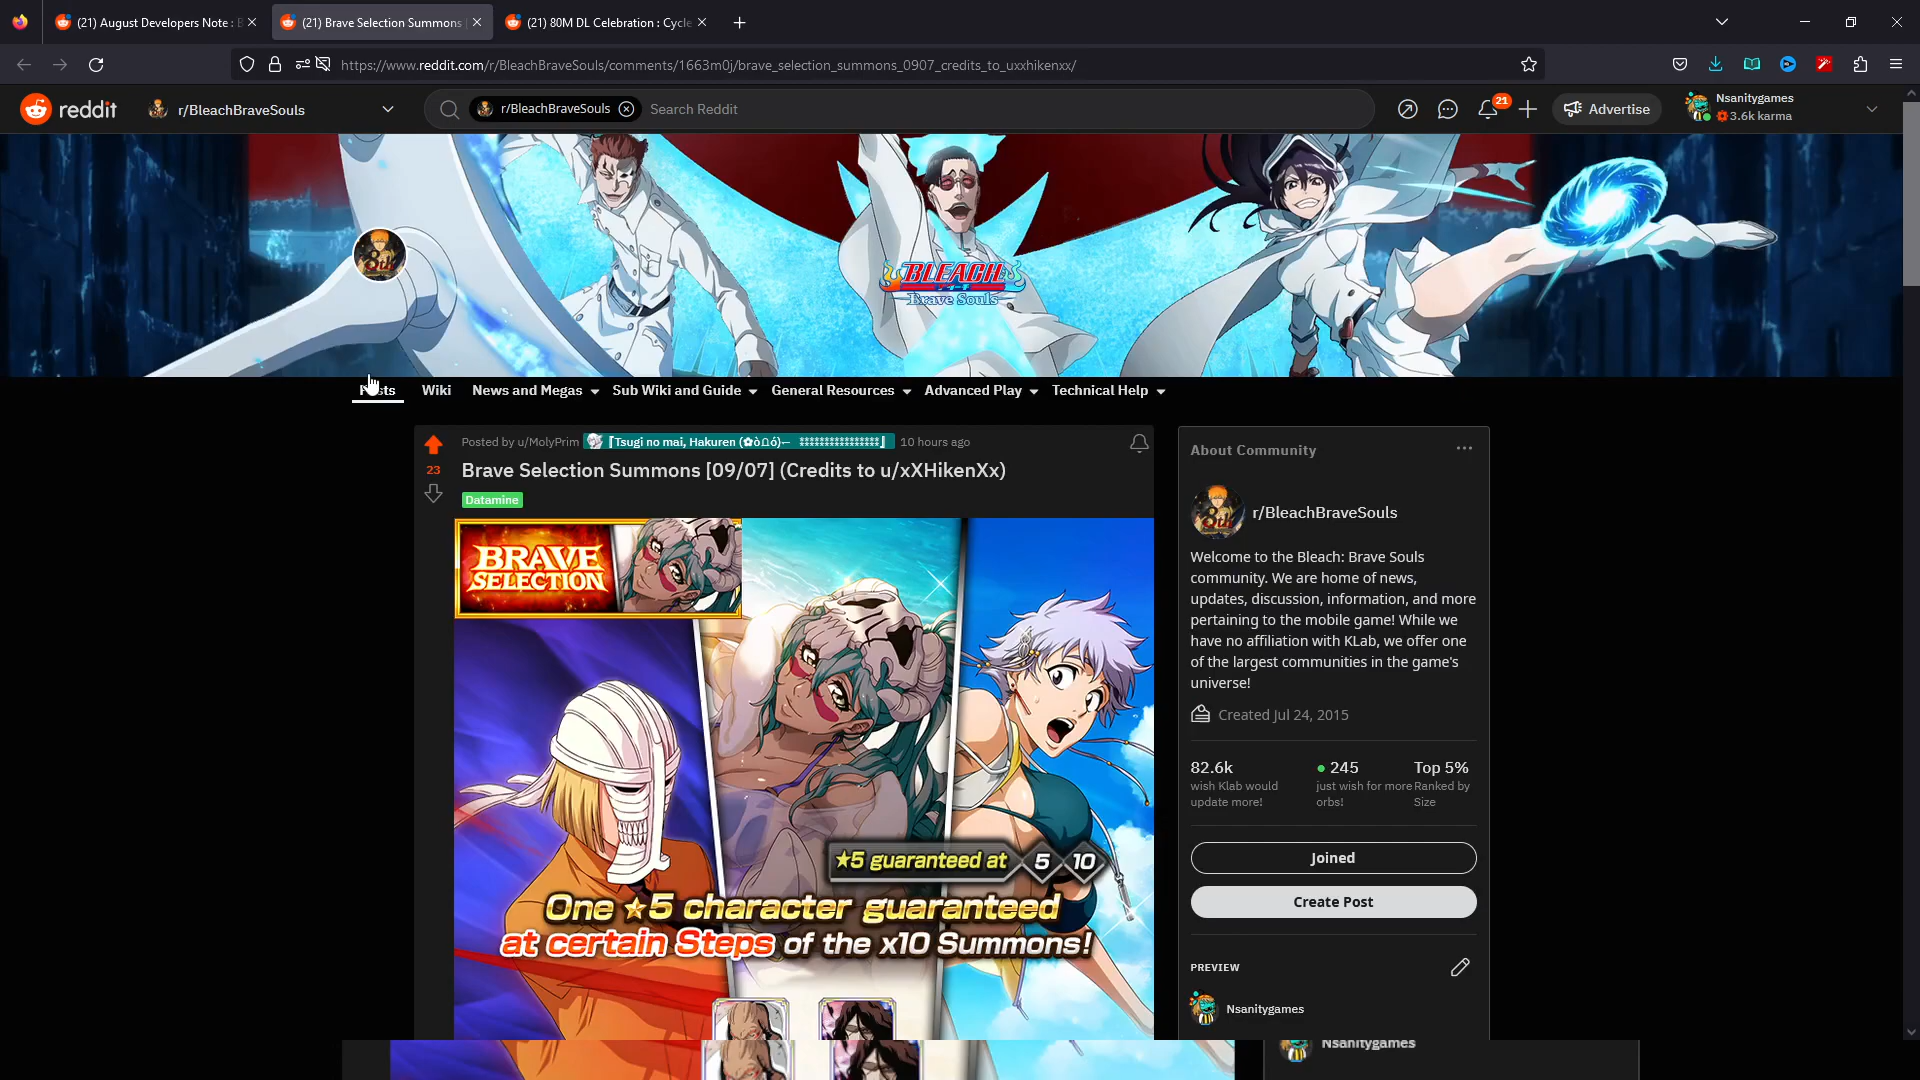 (21) August Developers Note : B
(21) Brave Selection Summons
(21) 80M DL Celebration : Cycle
https://www.reddit.com/r/BleachBraveSouls/comments/1663m0j/brave_selection_summons_0907_credits_to_uxxhikenxx/
reddit
r/BleachBraveSouls
r/BleachBraveSouls
Search Reddit
21
Advertise
Nsanitygames
3.6k karma
BLEACH
Brave Souls
Posts
Wiki
News and Megas
Sub Wiki and Guide
General Resources
Advanced Play
Technical Help
Posted by u/MolyPrim
10 hours ago
23
Brave Selection Summons [09/07] (Credits to u/xXHikenXx)
Datamine
BRAVE
SELECTION
★5 guaranteed at 5 10
One ★5 character guaranteed
at certain Steps of the x10 Summons!
About Community
r/BleachBraveSouls
Welcome to the Bleach: Brave Souls
community. We are home of news,
updates, discussion, information, and more
pertaining to the mobile game! While we
have no affiliation with KLab, we offer one
of the largest communities in the game's
universe!
Created Jul 24, 2015
82.6k
wish Klab would
update more!
245
just wish for more
orbs!
Top 5%
Ranked by
Size
Joined
Create Post
PREVIEW
Nsanitygames
Nsanitygames